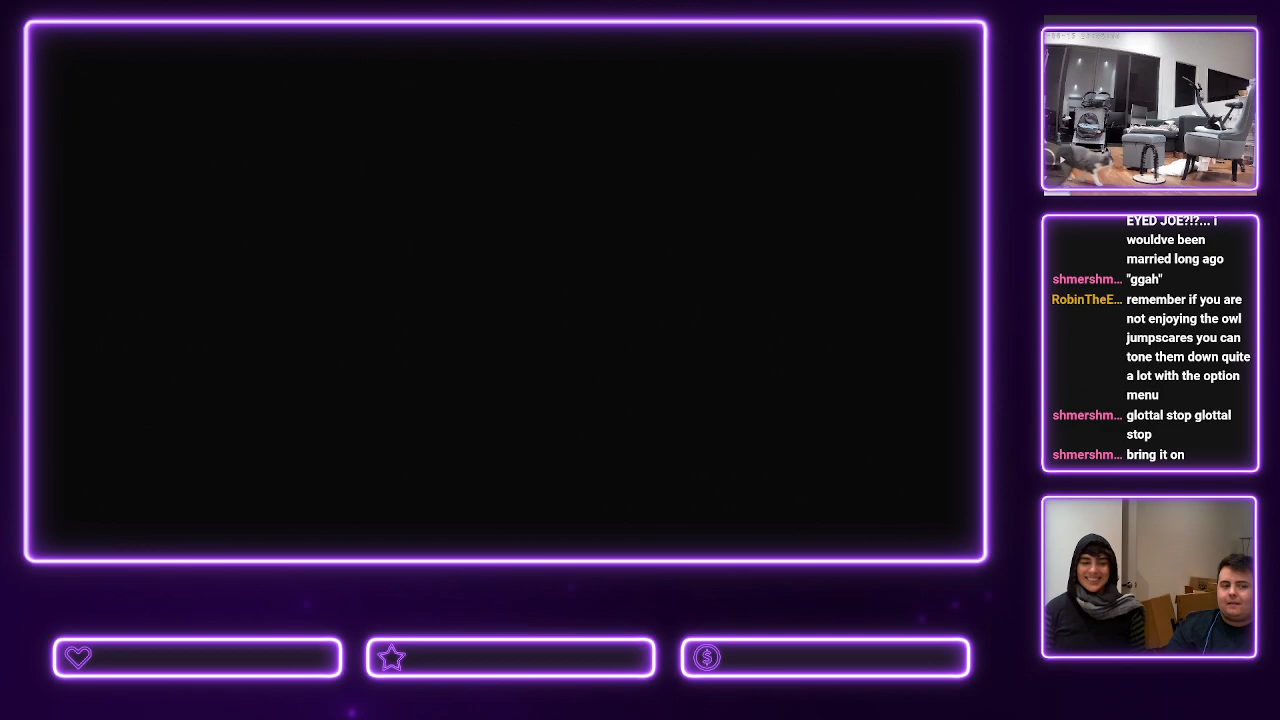 EYED JOE?!?... i
wouldve been
married long ago
shmershm... "ggah"
RobinTheE... remember if you are
not enjoying the owl
jumpscares you can
tone them down quite
a lot with the option
menu
shmershm... glottal stop glottal
stop
shmershm... bring it on